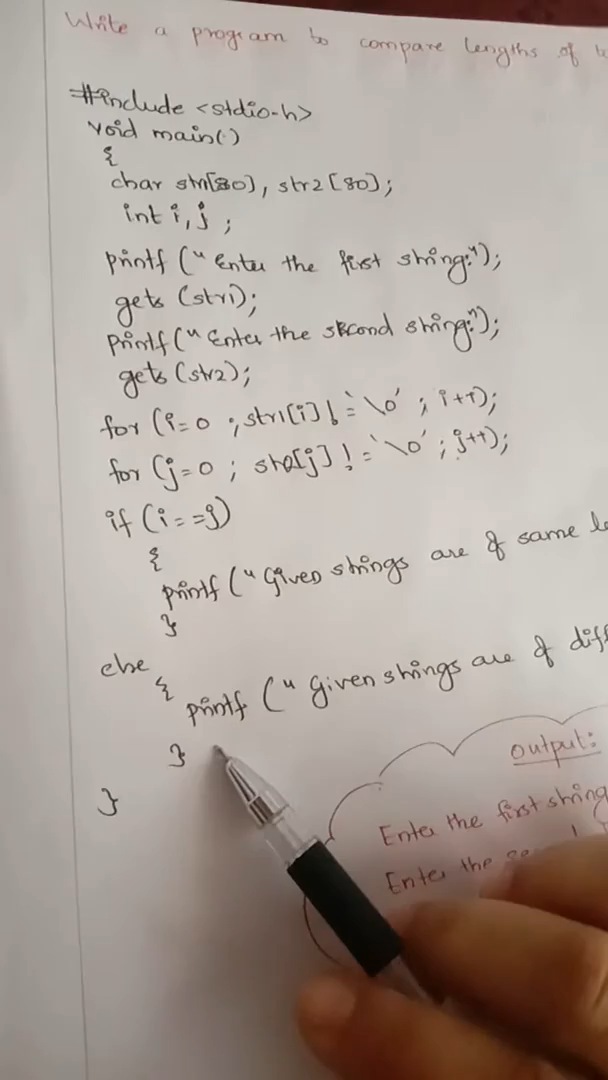 Write a program to compare lengths of
#include <stdio.h>
void main()
{
char str1[80], str2[80];
int i, j ;
printf ("Enter the first string:");
gets (str1);
printf("Enter the second string:");
gets (str2);
for (i=0 ; str1[i] != '\0' ; i++);
for (j=0 ; str2[j] != '\0' ; j++);
if (i==j)
{
printf ("Given strings are of same
}
else
{
printf ("Given strings are of
}
}
Output:
Enter the first string
Enter the